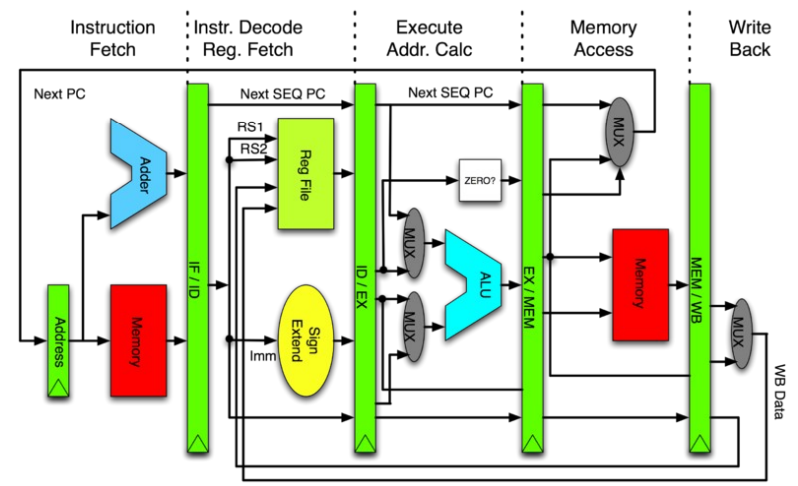 Instruction
Fetch
Instr. Decode
Reg. Fetch
Execute
Addr. Calc
Memory
Access
Write
Back
Next PC
Next SEQ PC
Next SEQ PC
RS1
RS2
Reg File
Adder
ZERO?
MUX
MUX
MUX
ALU
IF / ID
ID / EX
EX / MEM
MEM / WB
Address
Memory
Imm
Sign
Extend
Memory
MUX
WB Data